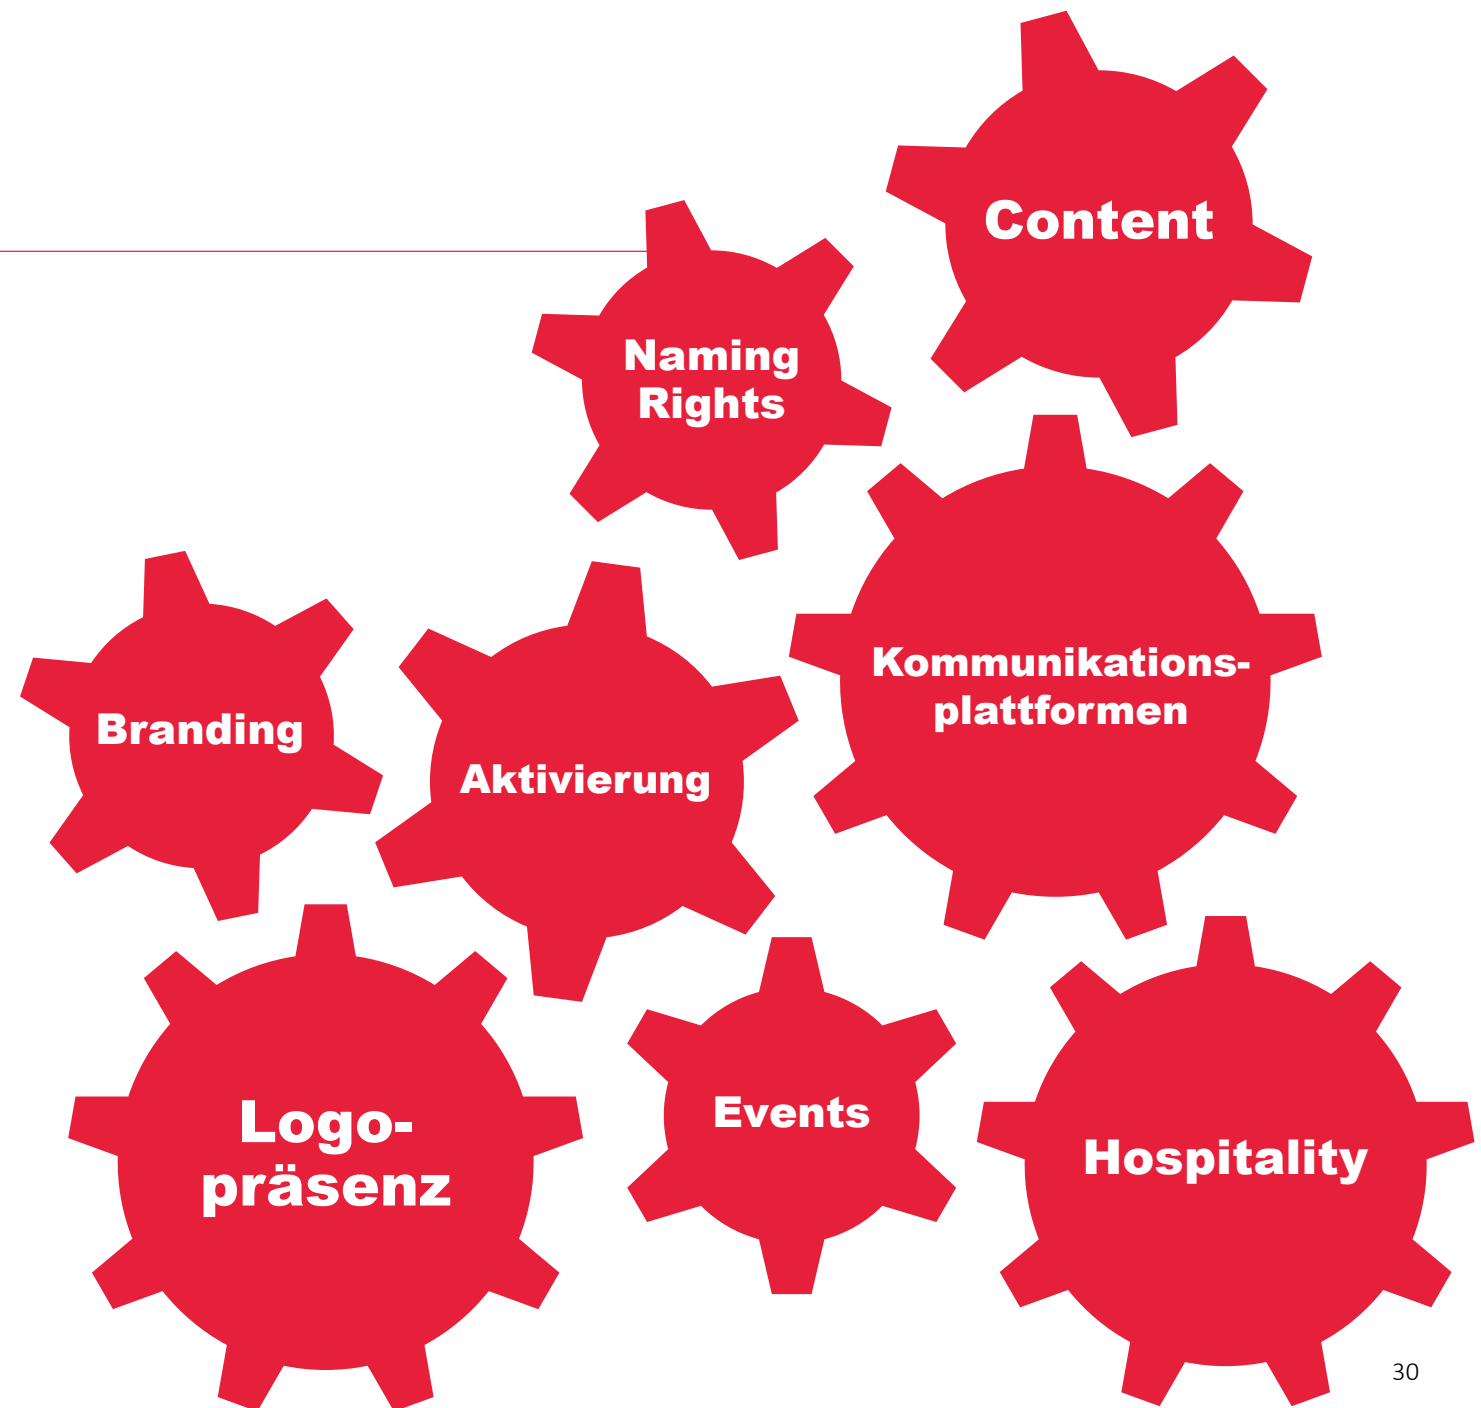 Content
Naming
Rights
Kommunikations-
plattformen
Branding
Aktivierung
Logo-
präsenz
Events
Hospitality
30